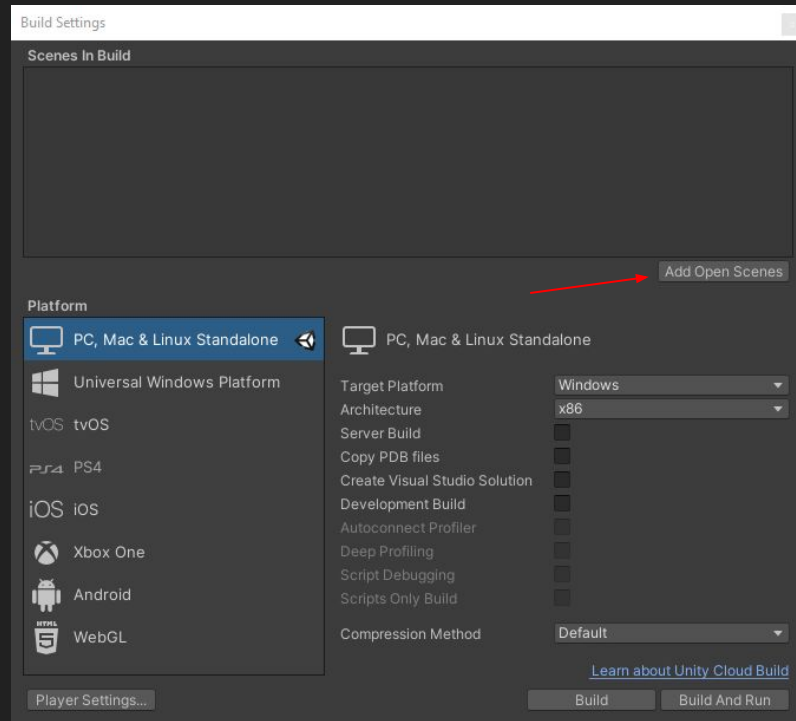 Build Settings
Scenes In Build
Add Open Scenes
Platform
PC, Mac & Linux Standalone
Universal Windows Platform
tvOS tvOS
PS4 PS4
iOS iOS
Xbox One
Android
HTML 5 WebGL
PC, Mac & Linux Standalone
Target Platform Windows
Architecture x86
Server Build
Copy PDB files
Create Visual Studio Solution
Development Build
Autoconnect Profiler
Deep Profiling
Script Debugging
Scripts Only Build
Compression Method Default
Learn about Unity Cloud Build
Player Settings... Build Build And Run